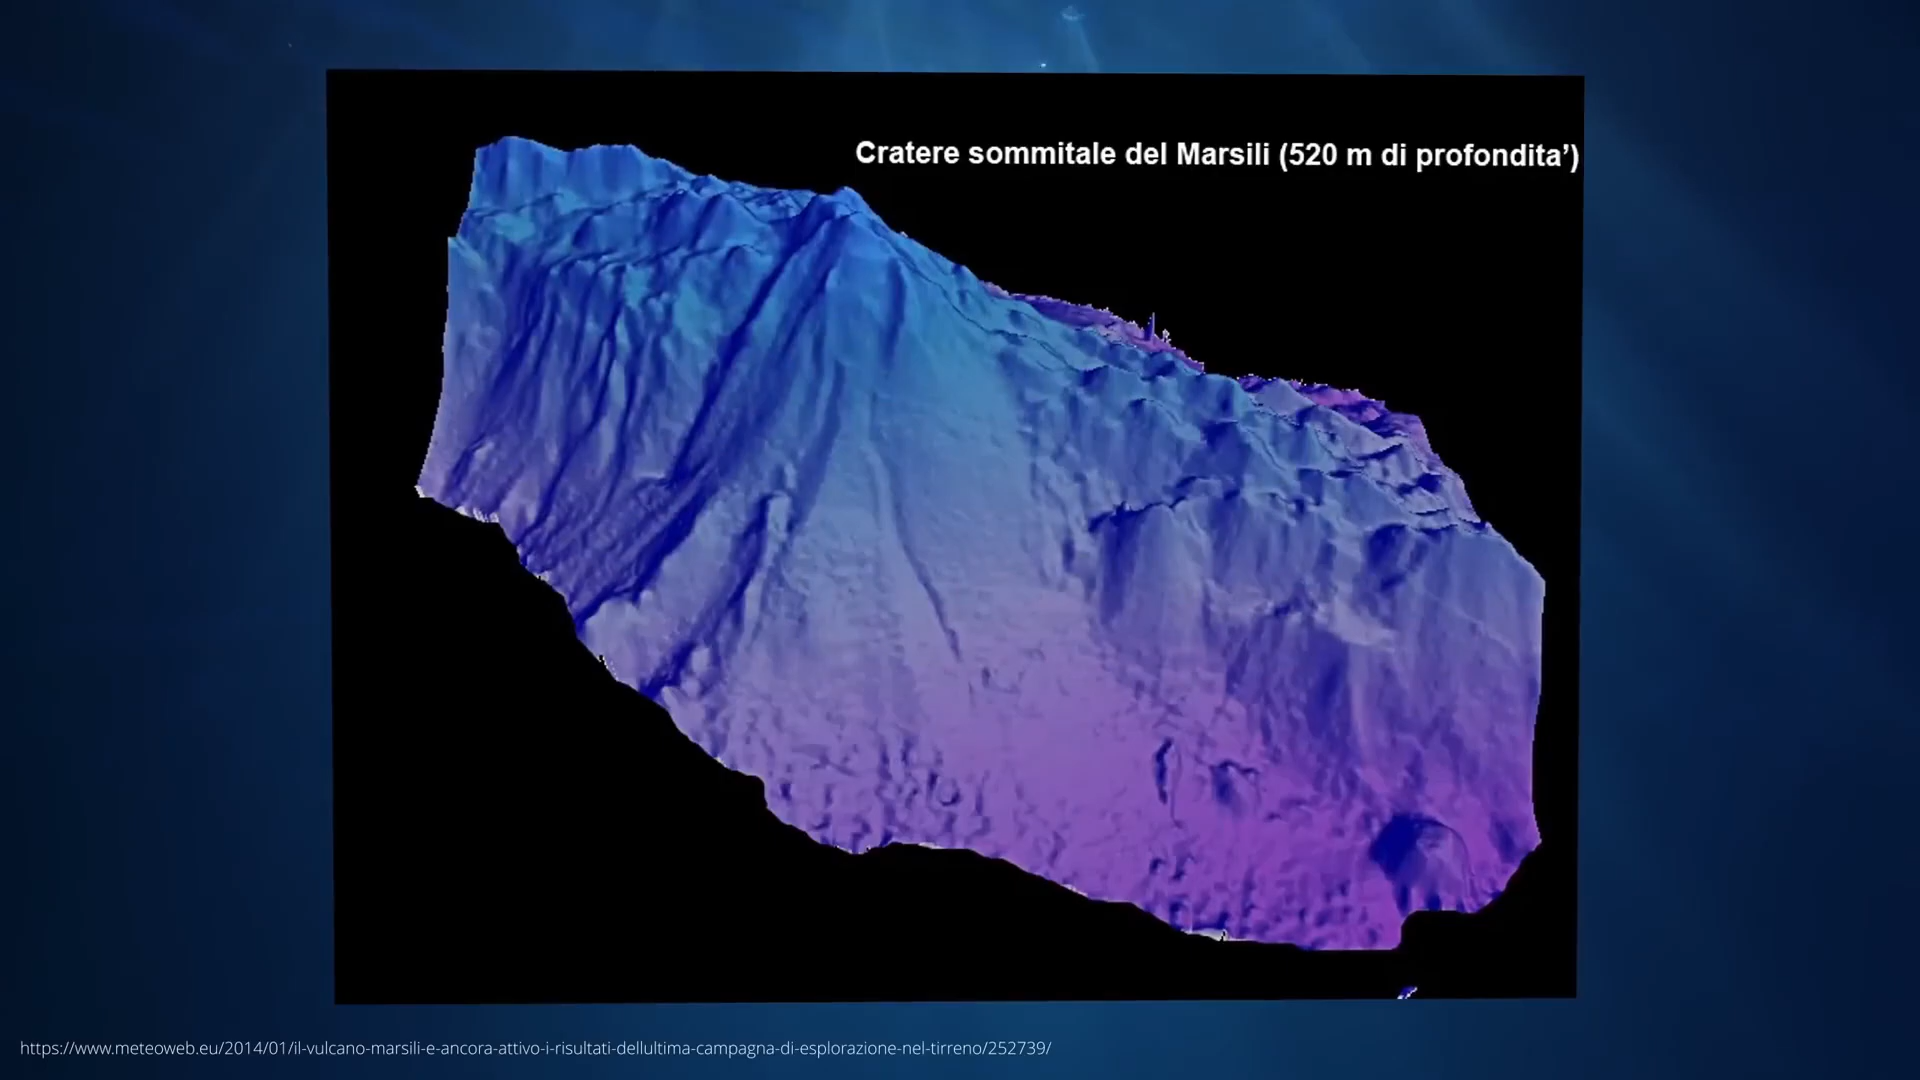 Cratere sommitale del Marsili (520 m di profondita’)
https://www.meteoweb.eu/2014/01/il-vulcano-marsili-e-ancora-attivo-i-risultati-dellultima-campagna-di-esplorazione-nel-tirreno/252739/